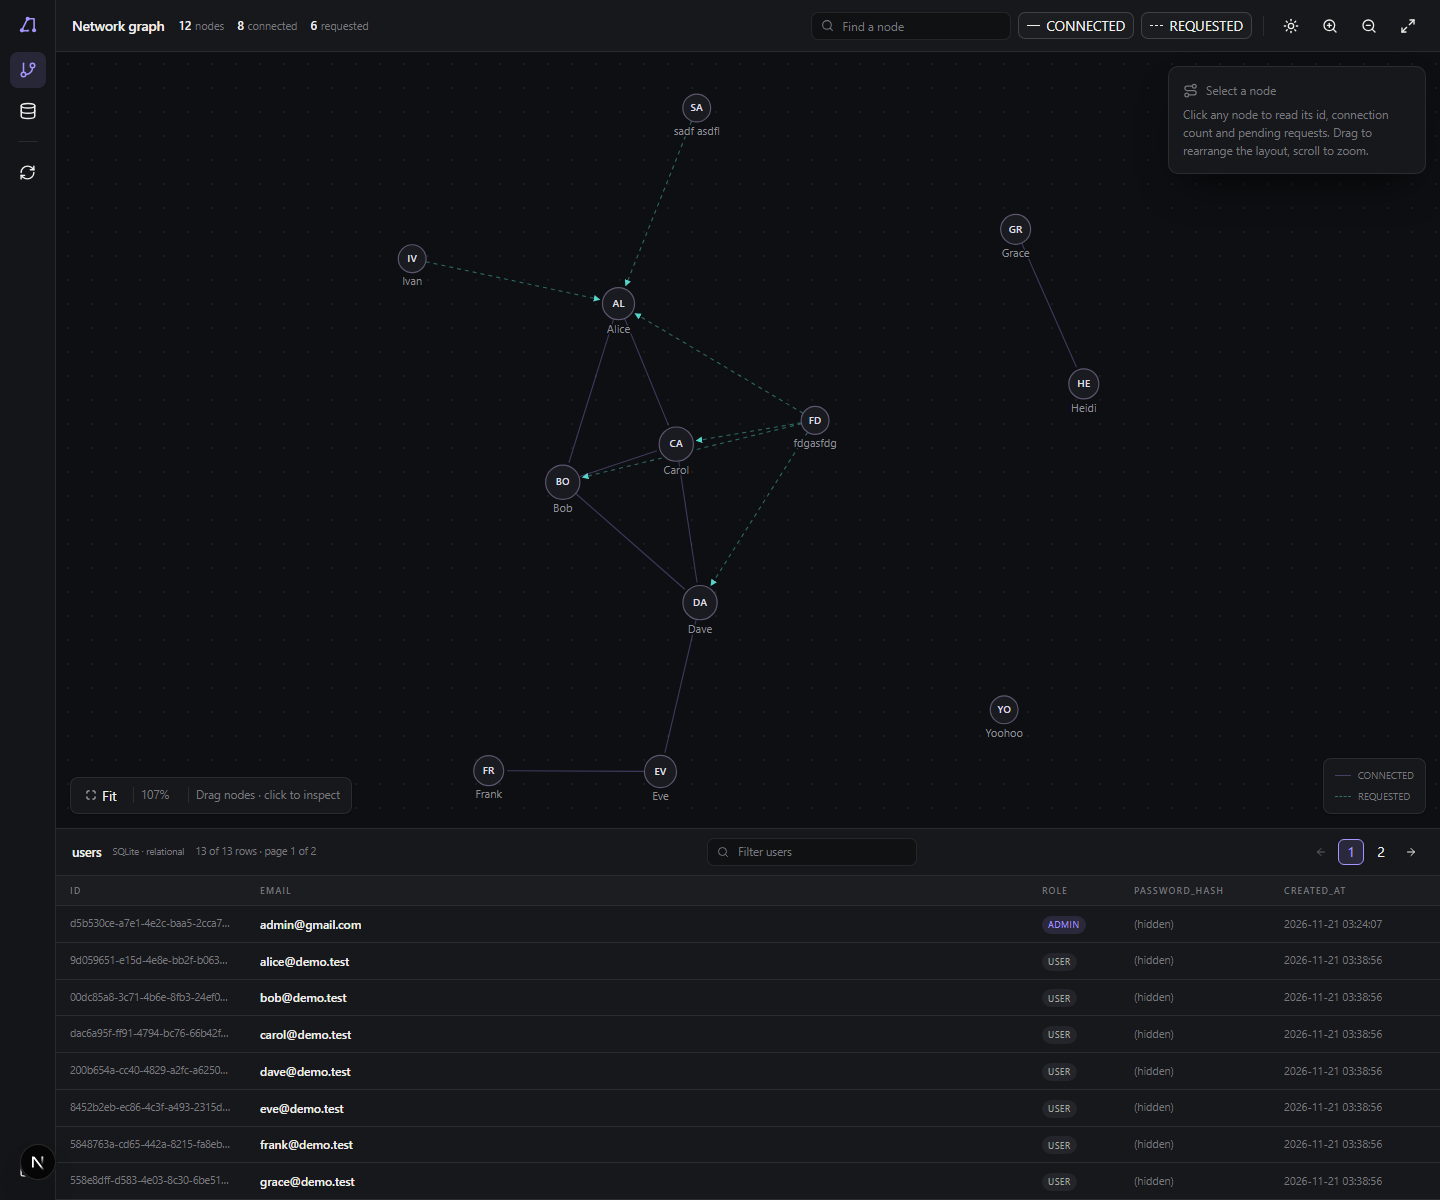 Network graph 12 nodes 8 connected 6 requested
Find a node
CONNECTED
REQUESTED
Select a node
Click any node to read its id, connection
count and pending requests. Drag to
rearrange the layout, scroll to zoom.
SA
sadf asdfl
GR
Grace
IV
Ivan
AL
Alice
HE
Heidi
FD
fdgasfdg
CA
Carol
BO
Bob
DA
Dave
YO
Yoohoo
FR
Frank
EV
Eve
Fit 107% Drag nodes · click to inspect
CONNECTED
REQUESTED
users SQLite · relational 13 of 13 rows · page 1 of 2
Filter users
← 1 2 →
ID EMAIL ROLE PASSWORD_HASH CREATED_AT
d5b530ce-a7e1-4e2c-baa5-2cca7... admin@gmail.com ADMIN (hidden) 2026-11-21 03:24:07
9d059651-e15d-4e8e-bb2f-b063... alice@demo.test USER (hidden) 2026-11-21 03:38:56
00dc85a8-3c71-4b6e-8fb3-24ef0... bob@demo.test USER (hidden) 2026-11-21 03:38:56
dac6a95f-ff91-4794-bc76-66b42f... carol@demo.test USER (hidden) 2026-11-21 03:38:56
200b654a-cc40-4829-a2fc-a6250... dave@demo.test USER (hidden) 2026-11-21 03:38:56
8452b2eb-ec86-4c3f-a493-2315d... eve@demo.test USER (hidden) 2026-11-21 03:38:56
5848763a-cd65-442a-8215-fa8eb... frank@demo.test USER (hidden) 2026-11-21 03:38:56
558e8dff-d583-4e03-8c30-6be51... grace@demo.test USER (hidden) 2026-11-21 03:38:56
N